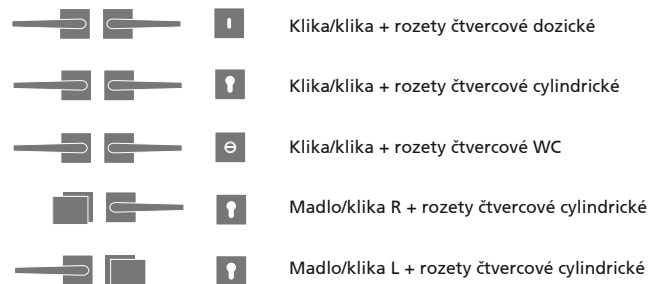 Klika/klika + rozety čtvercové dozické
Klika/klika + rozety čtvercové cylindrické
Klika/klika + rozety čtvercové WC
Madlo/klika R + rozety čtvercové cylindrické
Madlo/klika L + rozety čtvercové cylindrické